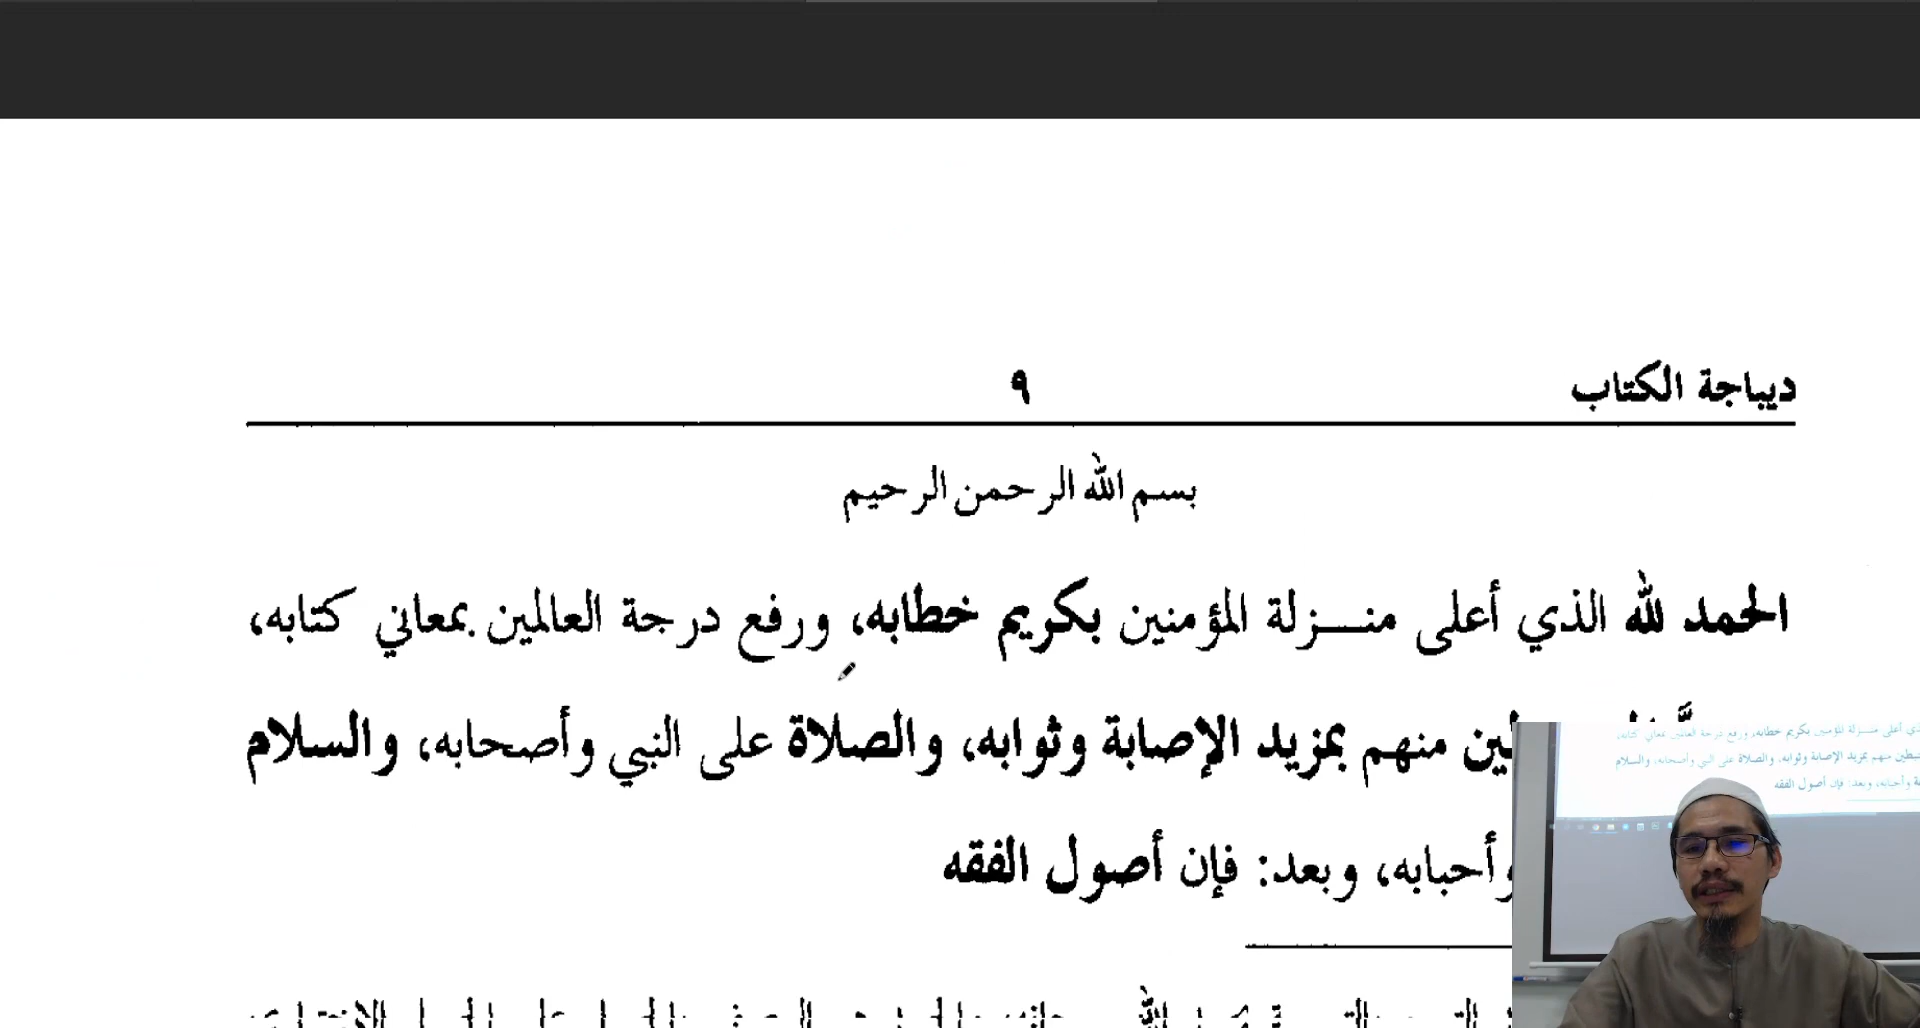 ديباجة الكتاب ٩
بسم الله الرحمن الرحيم
الحمد لله الذي أعلى منـــزلة المؤمنين بكريم خطابه، ورفع درجة العالمين بمعاني كتابه،
منهم بمزيد الإصابة وثوابه، والصلاة على النبي وأصحابه، والسلام
وأحبابه، وبعد: فإن أصول الفقه